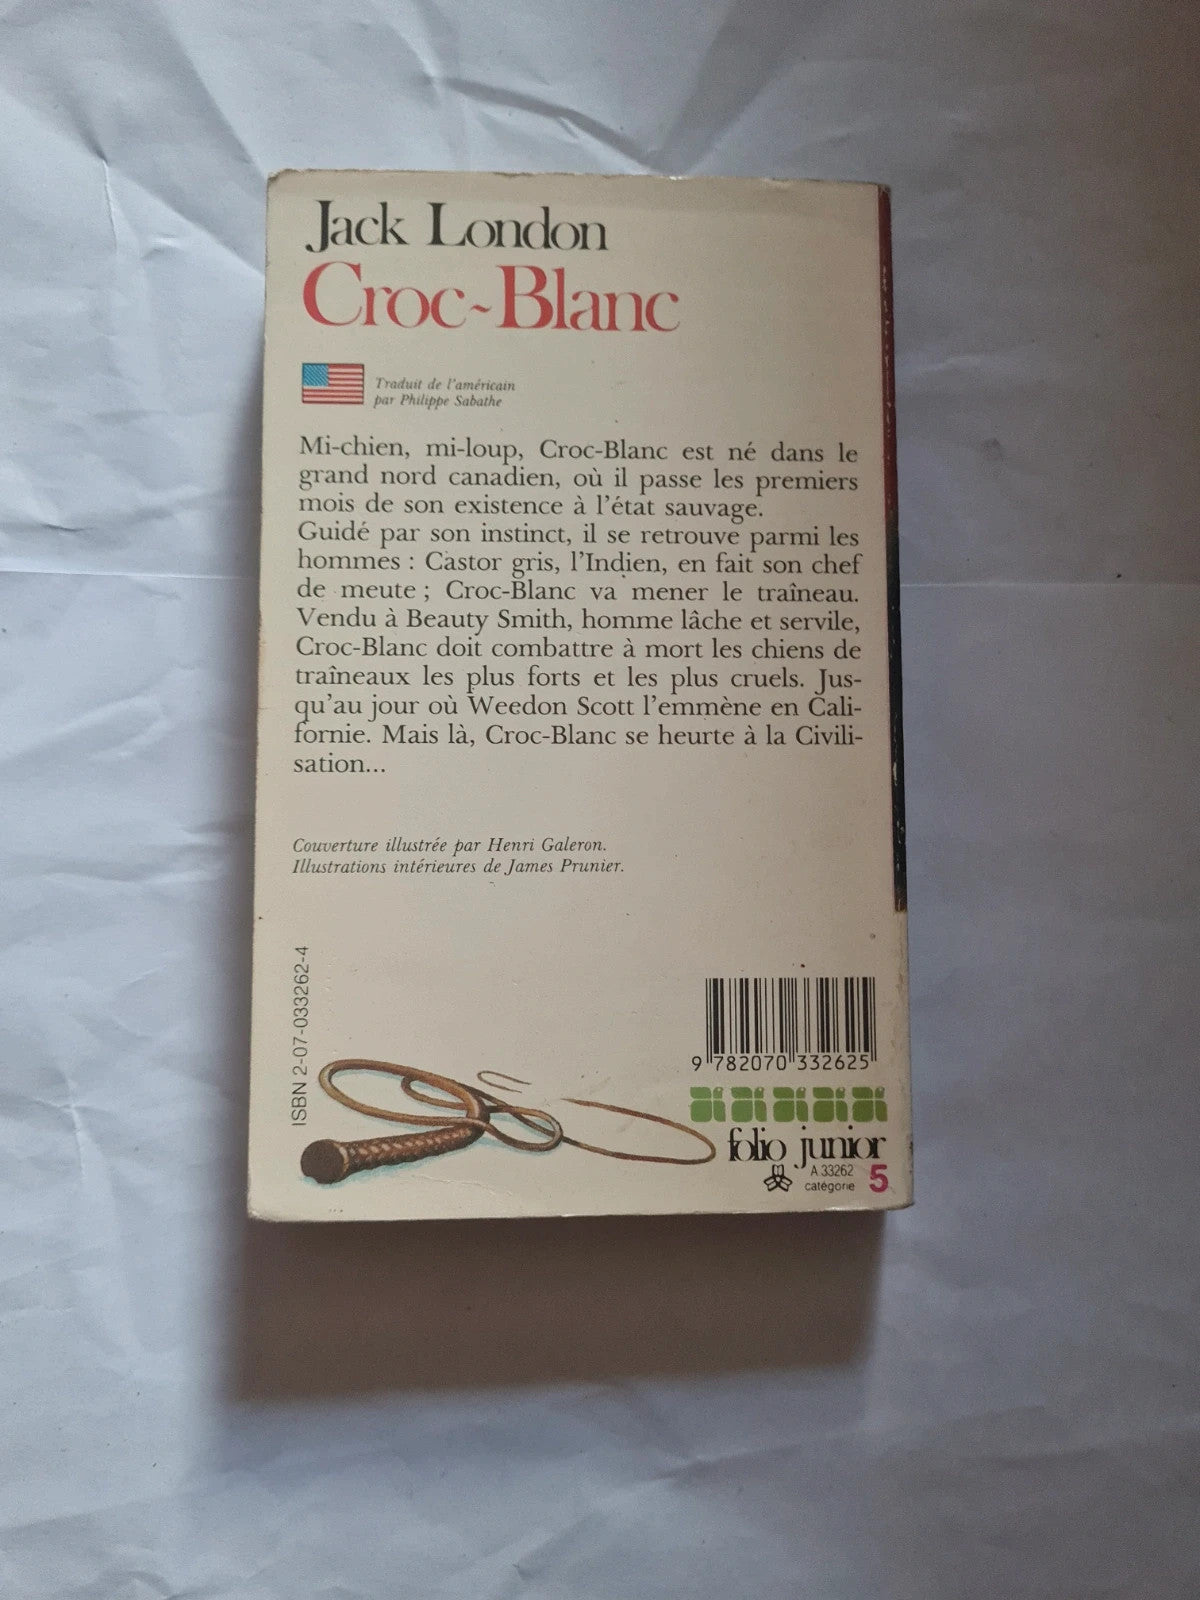 Jack London
Croc-Blanc
Traduit de l'américain
par Philippe Sabathe
Mi-chien, mi-loup, Croc-Blanc est né dans le
grand nord canadien, où il passe les premiers
mois de son existence à l'état sauvage.
Guidé par son instinct, il se retrouve parmi les
hommes : Castor gris, l'Indien, en fait son chef
de meute ; Croc-Blanc va mener le traîneau.
Vendu à Beauty Smith, homme lâche et servile,
Croc-Blanc doit combattre à mort les chiens de
traîneaux les plus forts et les plus cruels. Jus-
qu'au jour où Weedon Scott l'emmène en Cali-
fornie. Mais là, Croc-Blanc se heurte à la Civili-
sation...
Couverture illustrée par Henri Galeron.
Illustrations intérieures de James Prunier.
ISBN 2-07-033262-4
9 782070 332625
folio junior
A 33262
catégorie 5